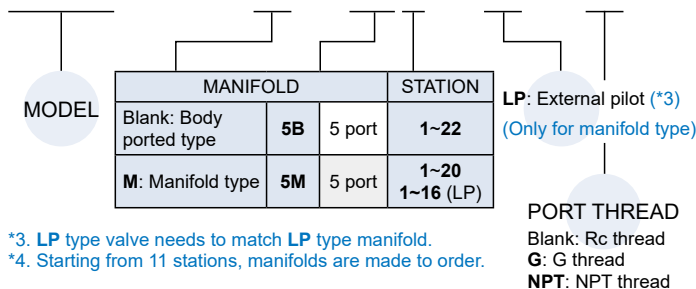 MODEL
MANIFOLD STATION
Blank: Body
ported type 5B 5 port 1~22
M: Manifold type 5M 5 port 1~20
1~16 (LP)
LP: External pilot (*3)
(Only for manifold type)
PORT THREAD
Blank: Rc thread
G: G thread
NPT: NPT thread
*3. LP type valve needs to match LP type manifold.
*4. Starting from 11 stations, manifolds are made to order.